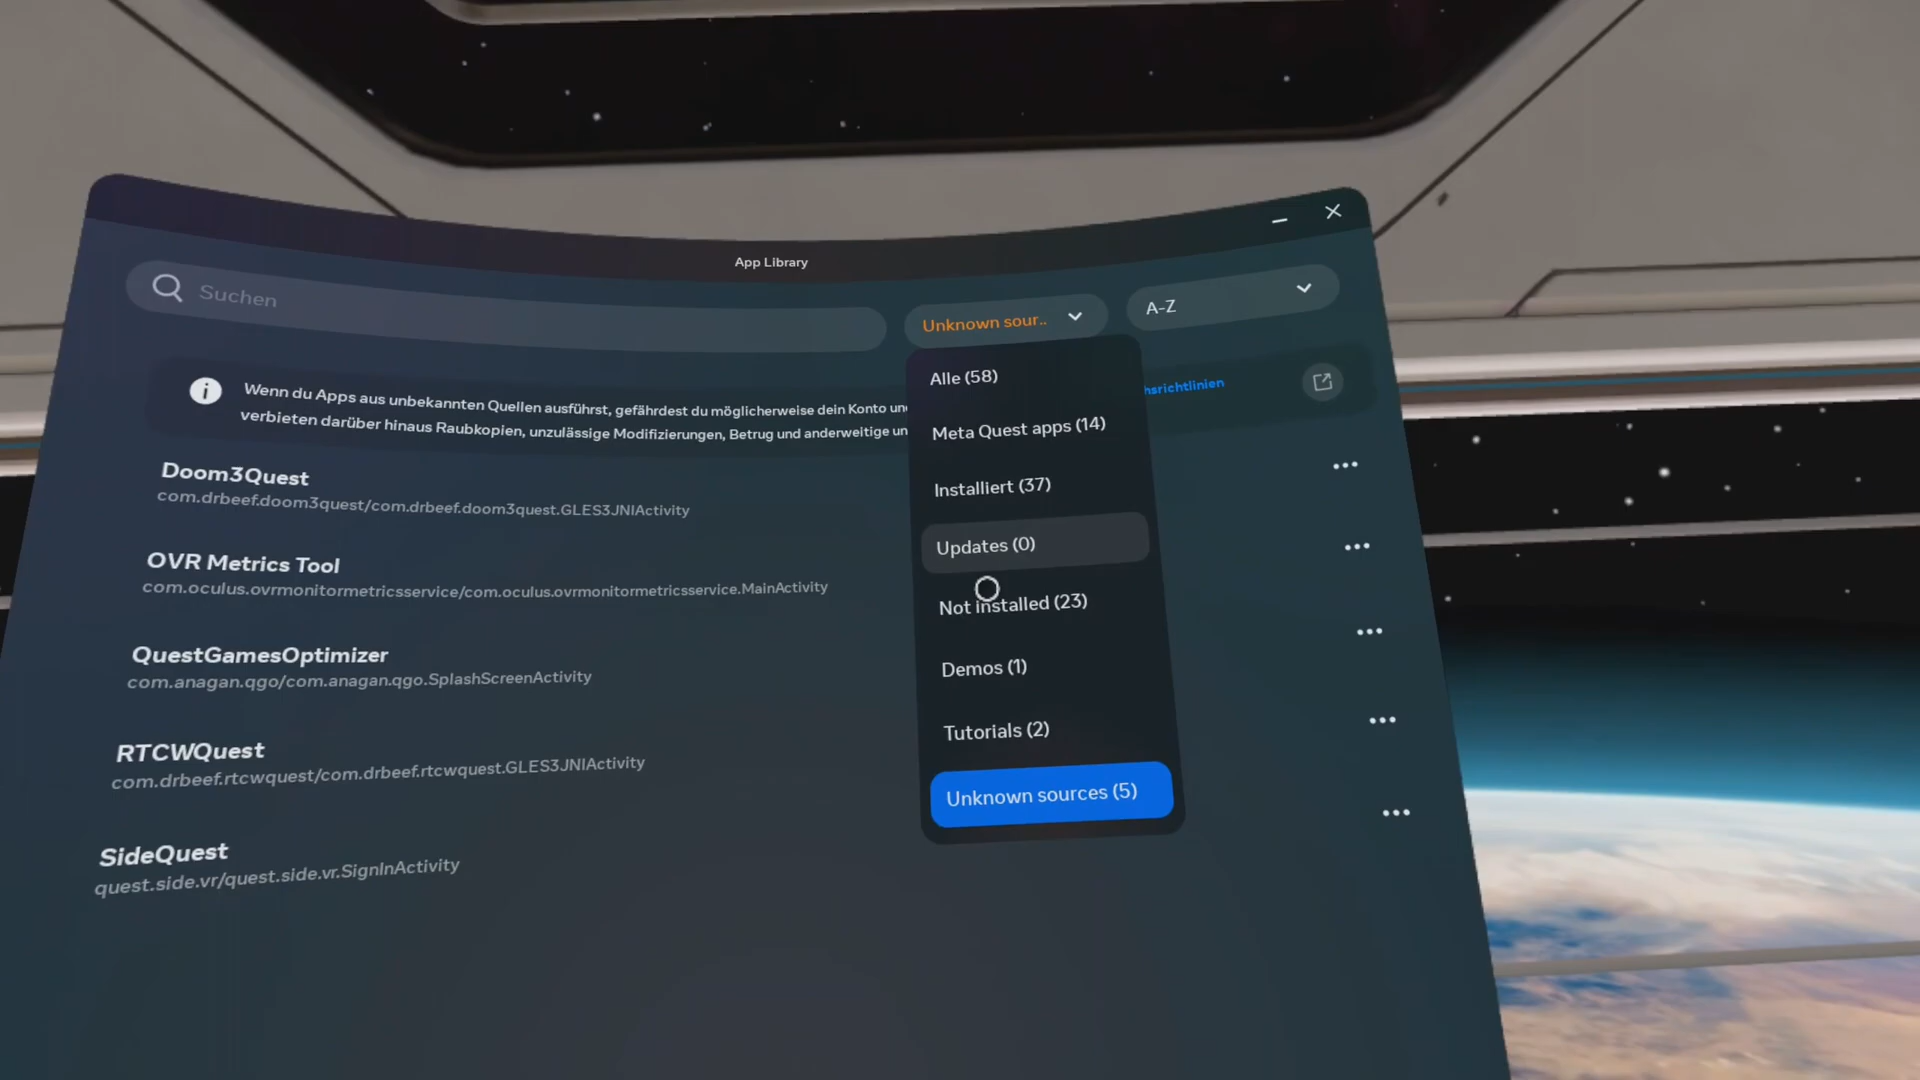 App Library
Suchen
Unknown sour..
A-Z
Wenn du Apps aus unbekannten Quellen ausführst, gefährdest du möglicherweise dein Konto
verbieten darüber hinaus Raubkopien, unzulässige Modifizierungen, Betrug und anderweitige
Alle (58)
Meta Quest apps (14)
Installiert (37)
Updates (0)
Not installed (23)
Demos (1)
Tutorials (2)
Unknown sources (5)
Doom3Quest
com.drbeef.doom3quest/com.drbeef.doom3quest.GLES3JNIActivity
OVR Metrics Tool
com.oculus.ovrmonitormetricsservice/com.oculus.ovrmonitormetricsservice.MainActivity
QuestGamesOptimizer
com.anagan.qgo/com.anagan.qgo.SplashScreenActivity
RTCWQuest
com.drbeef.rtcwquest/com.drbeef.rtcwquest.GLES3JNIActivity
SideQuest
quest.side.vr/quest.side.vr.SignInActivity